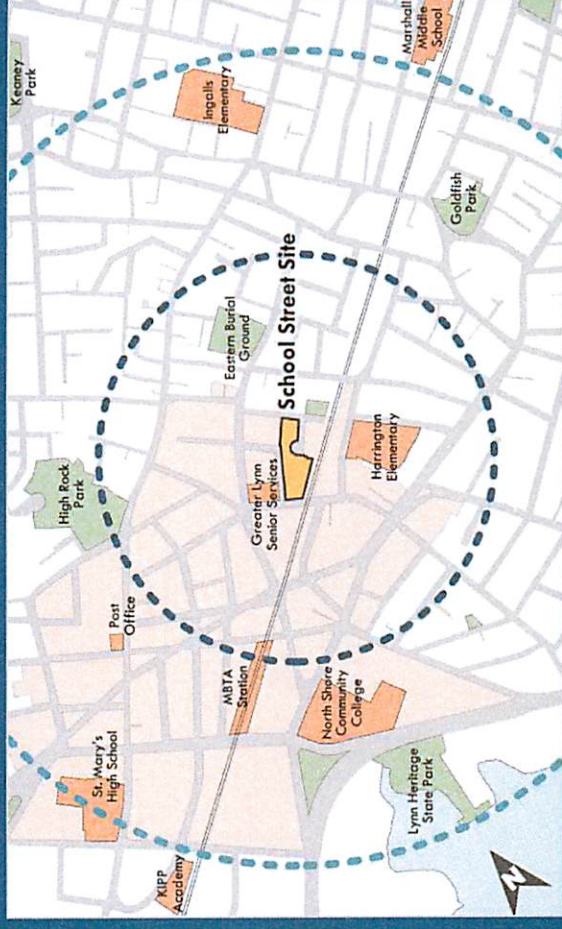 Keaney
Park
High Rock
Park
St. Mary's
High School
Post
Office
KIPP
Academy
Ingalls
Elementary
MBTA
Station
Eastern Burial
Ground
Greater Lynn
Senior Services
School Street Site
North Shore
Community
College
Harrington
Elementary
Marshall
Middle
School
Lynn Heritage
State Park
Goldfish
Park
N